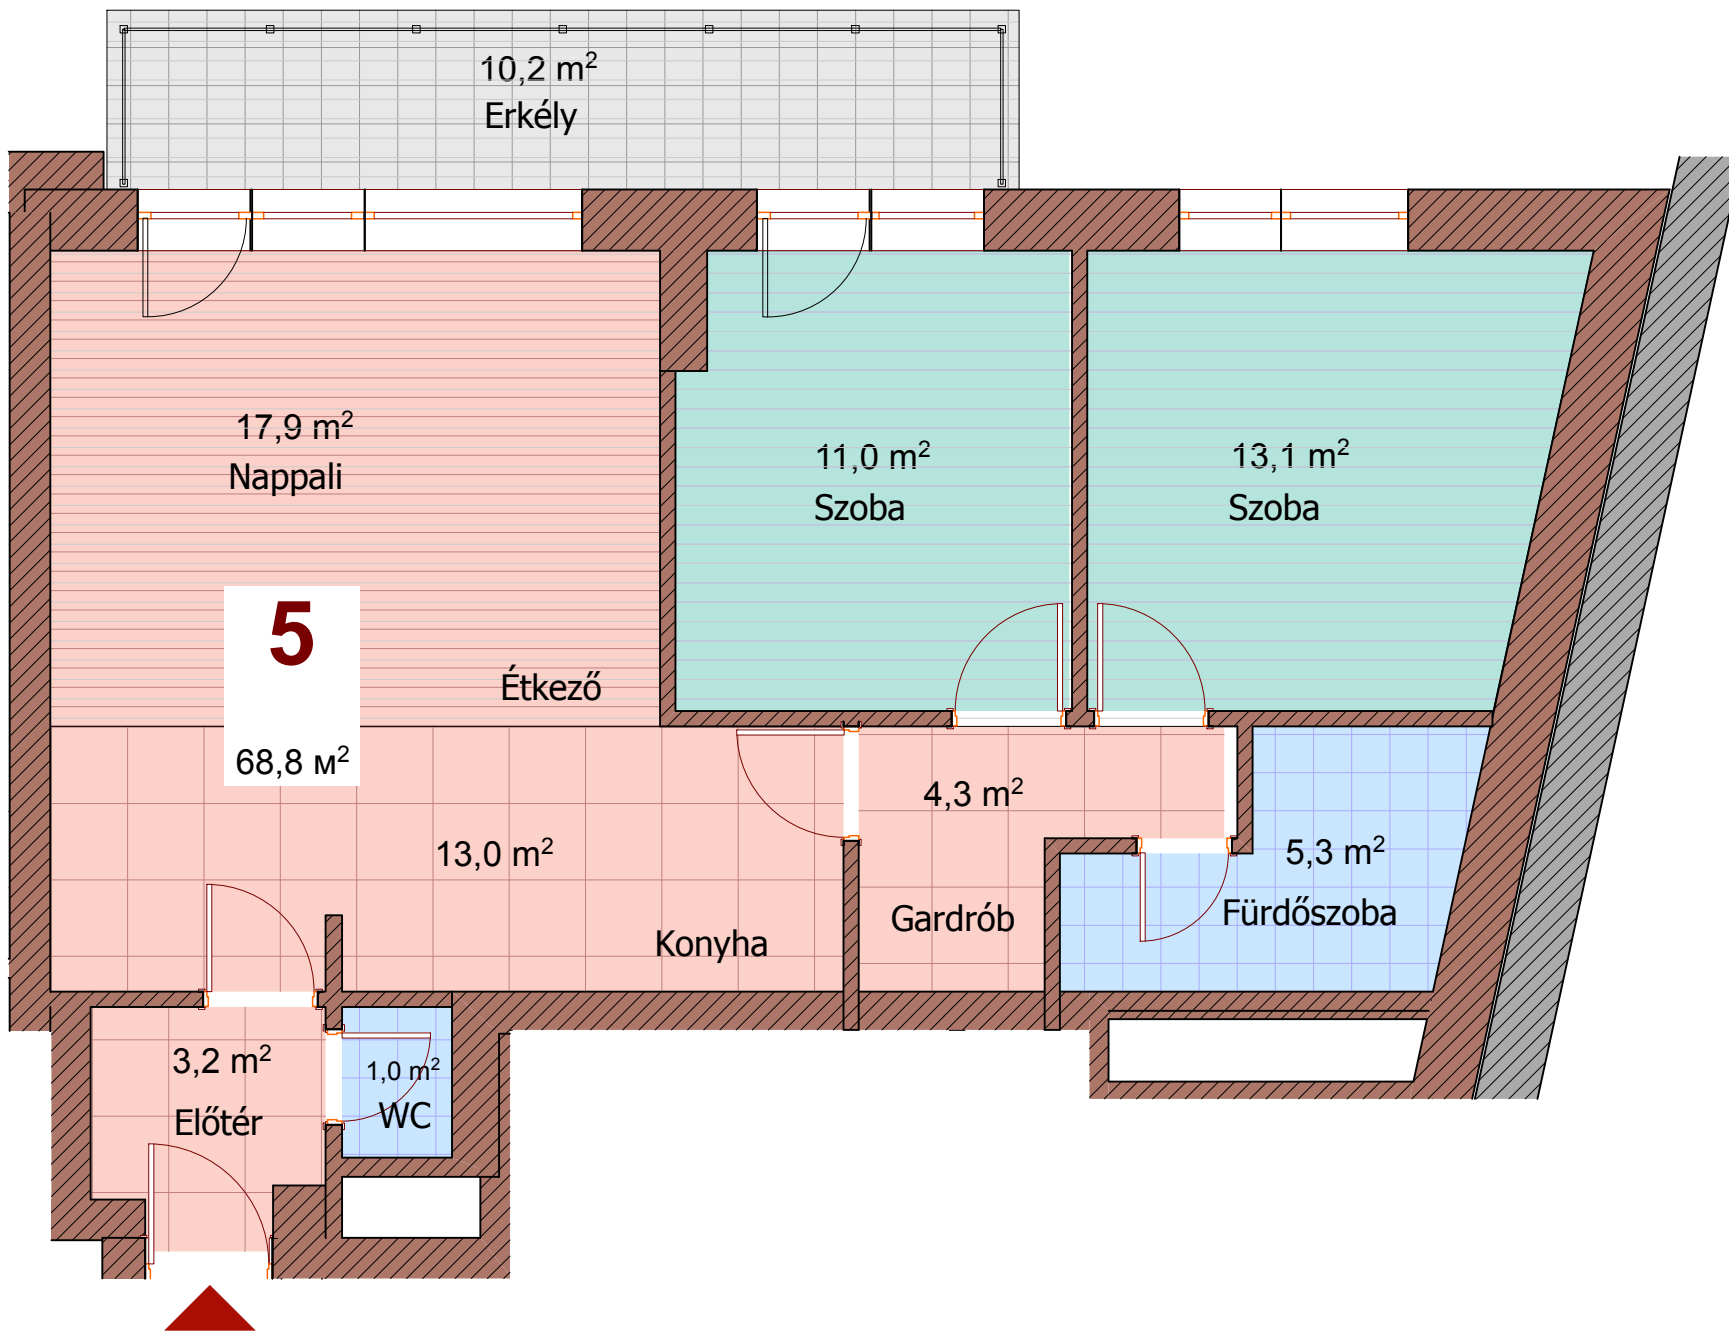 10,2 m²
Erkély
17,9 m²
Nappali
11,0 m²
Szoba
13,1 m²
Szoba
5
Étkező
68,8 м²
4,3 m²
13,0 m²
5,3 m²
Gardrób
Fürdőszoba
Konyha
3,2 m²
Előtér
1,0 m²
WC